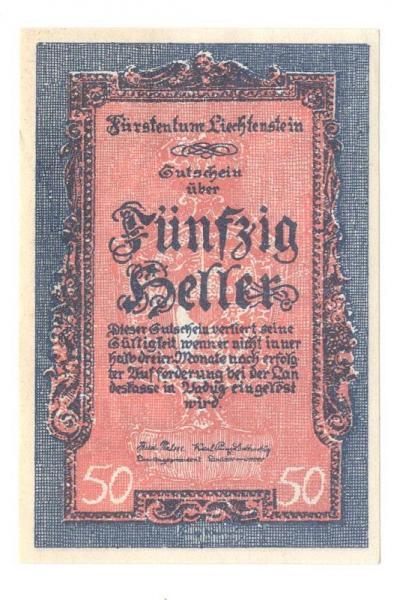 Fürstentum Liechtenstein
Gutschein
über
Fünfzig
Heller
Dieser Gutschein verliert seine
Gültigkeit wenn er nicht inner
halb dreier Monate nach erfolg
ter Aufforderung bei der Lan
deskasse in Vaduz eingelöst
wird
50 50